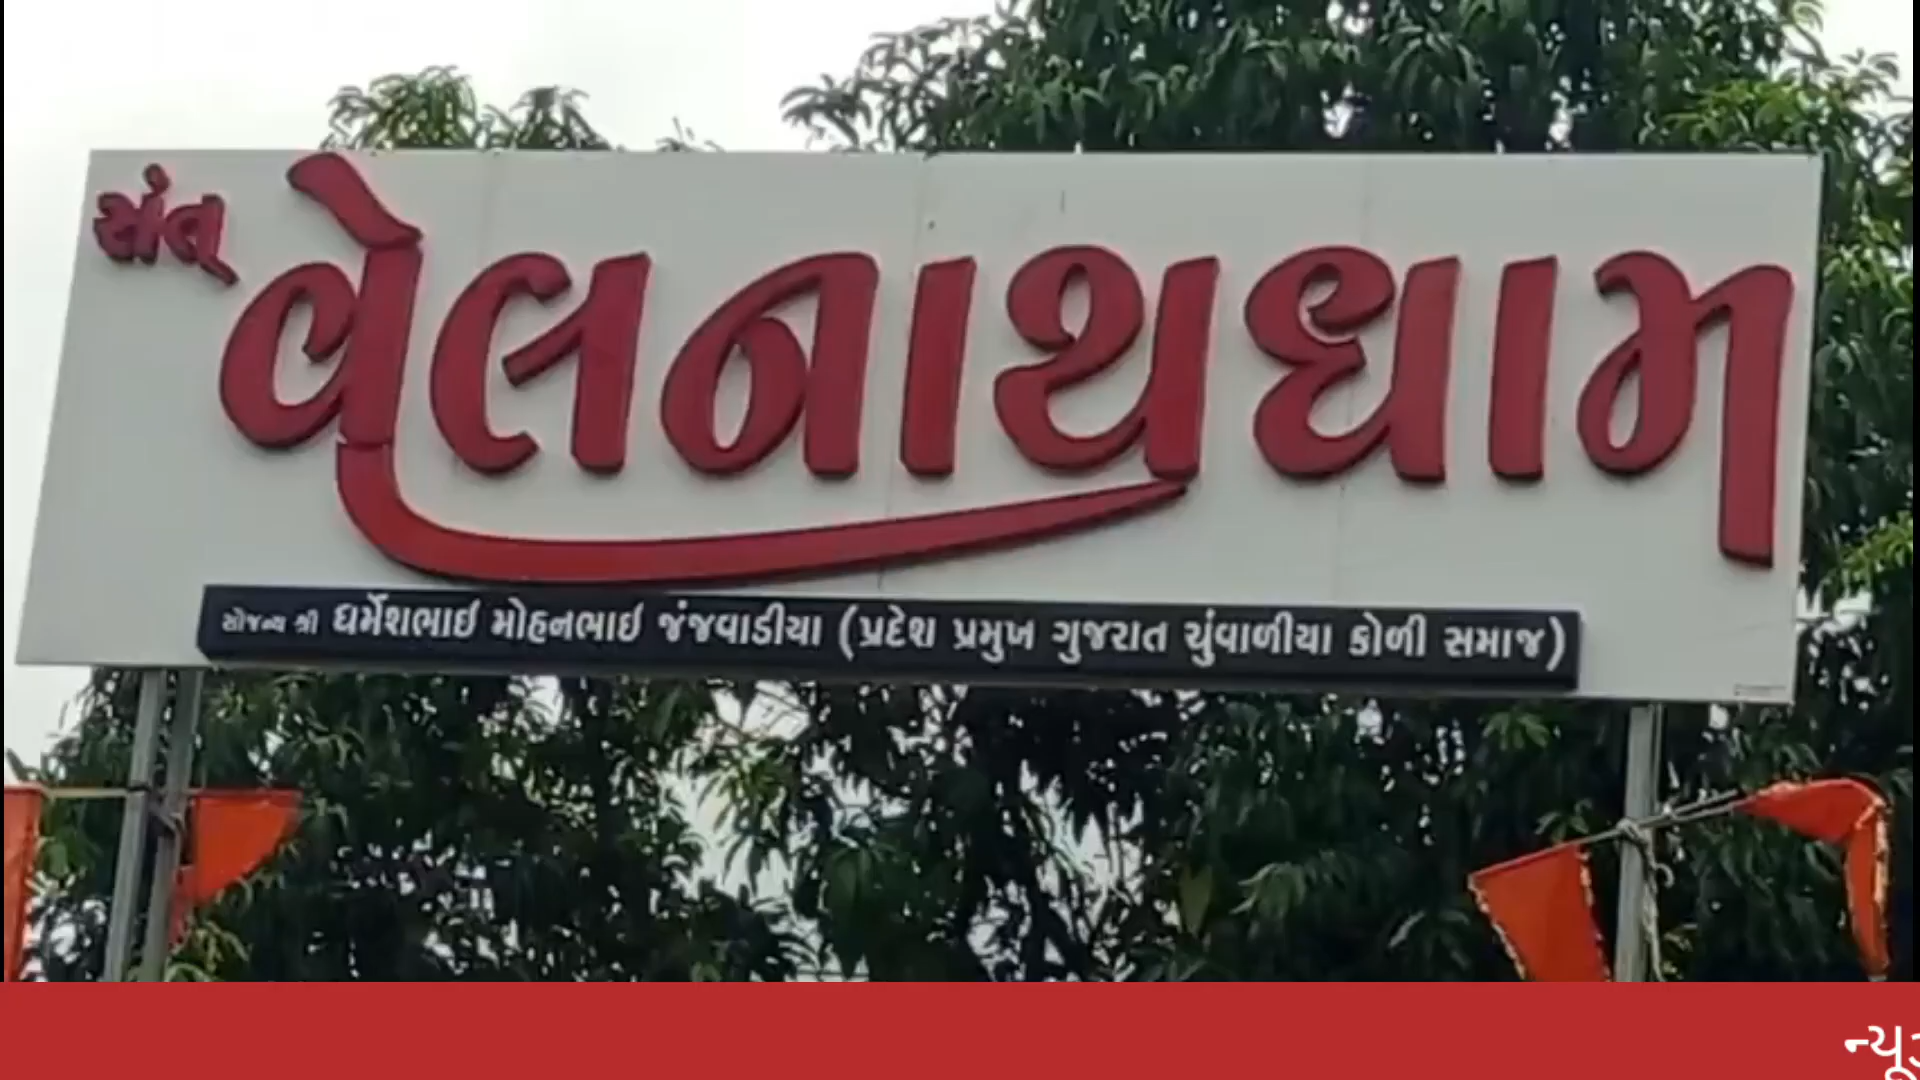 સંત વેલનાથધામ
સૌજન્ય શ્રી ધર્મેશભાઈ મોહનભાઈ જંજવાડીયા (પ્રદેશ પ્રમુખ ગુજરાત ચુંવાળીયા કોળી સમાજ)